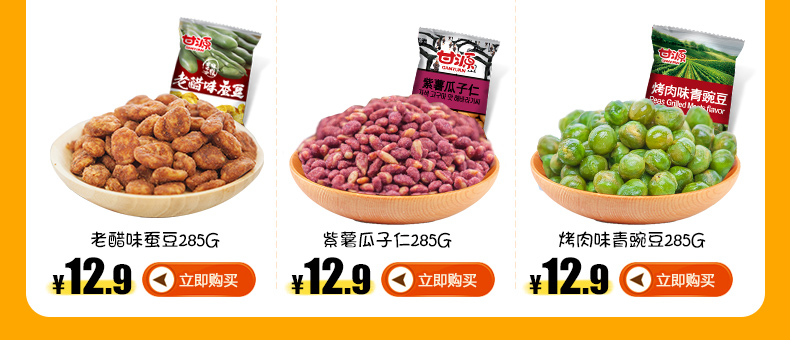 甘源
老醋味蚕豆
甘源
紫薯瓜子仁
甘源
烤肉味青豌豆
老醋味蚕豆285G
紫薯瓜子仁285G
烤肉味青豌豆285G
¥12.9 立即购买
¥12.9 立即购买
¥12.9 立即购买